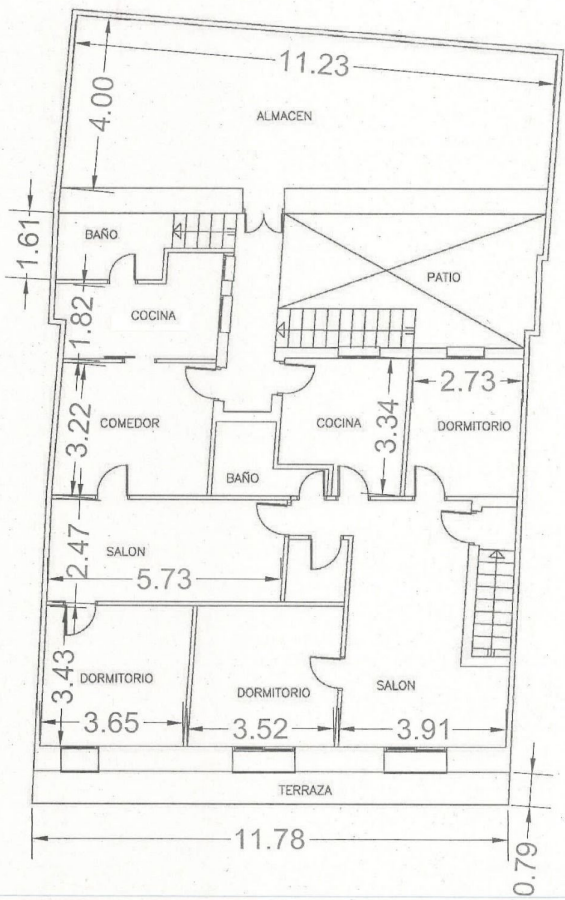 11.23
4.00
ALMACEN
1.61
BAÑO
PATIO
1.82
COCINA
2.73
3.22
COMEDOR
COCINA
3.34
DORMITORIO
BAÑO
2.47
SALON
5.73
3.43
DORMITORIO
DORMITORIO
SALON
3.65
3.52
3.91
TERRAZA
0.79
11.78